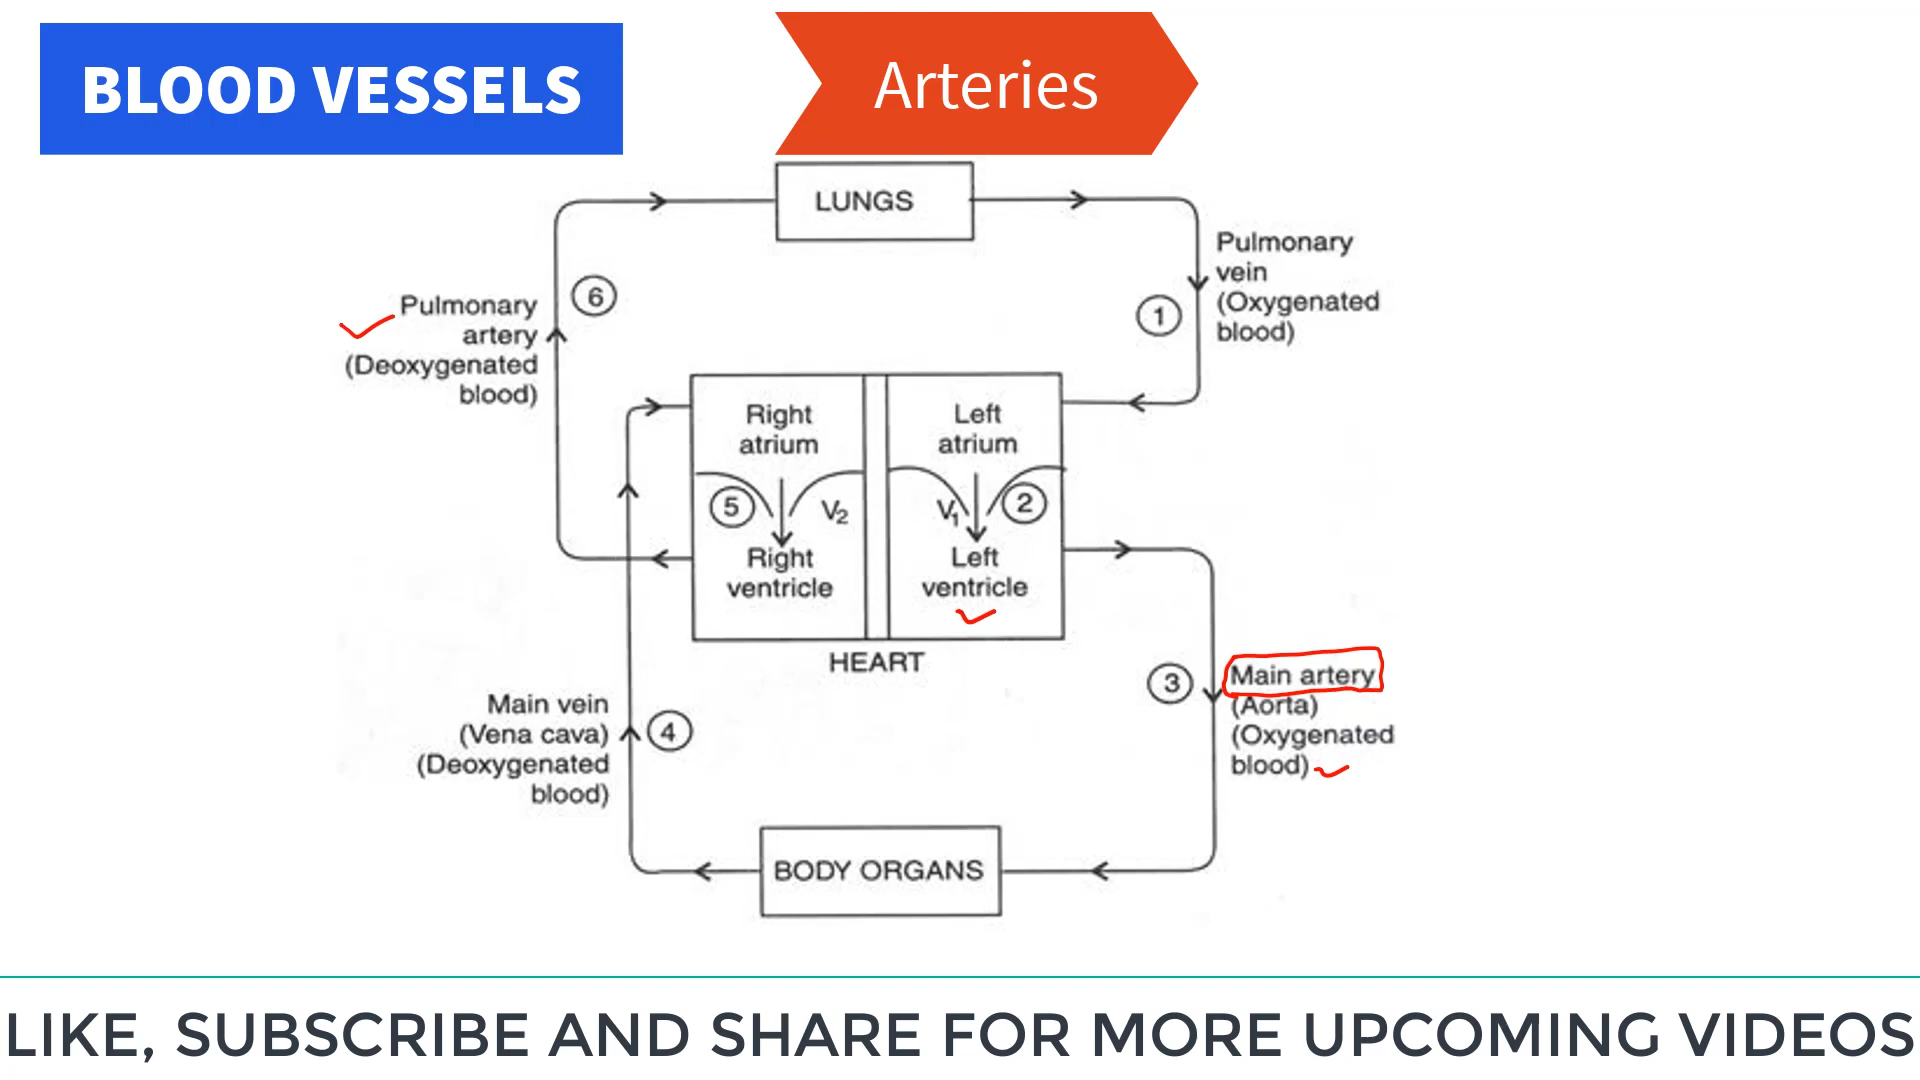 BLOOD VESSELS
Arteries
LUNGS
Pulmonary
vein
(Oxygenated
blood)
1
6
Pulmonary
artery
(Deoxygenated
blood)
Right
atrium
Left
atrium
5
V2
V1
2
Right
ventricle
Left
ventricle
HEART
3
Main artery
(Aorta)
(Oxygenated
blood)
Main vein
(Vena cava)
(Deoxygenated
blood)
4
BODY ORGANS
LIKE, SUBSCRIBE AND SHARE FOR MORE UPCOMING VIDEOS